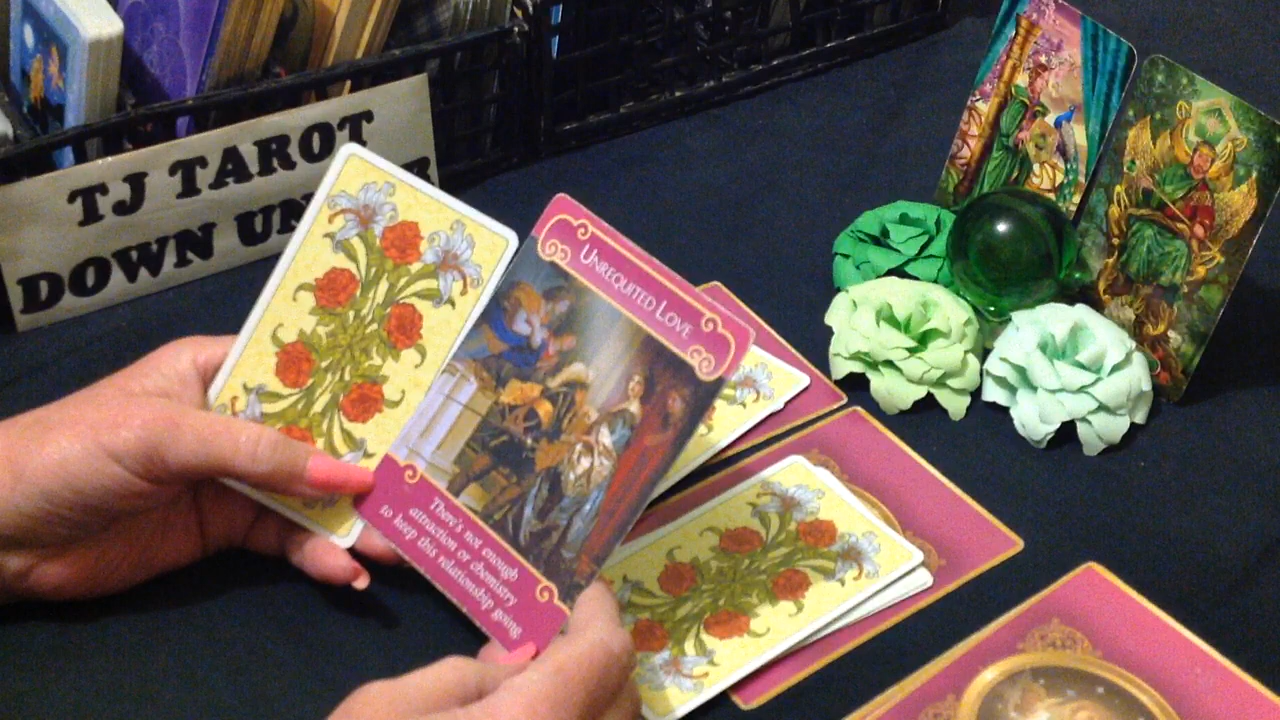 TJ TAROT
DOWN UN
UNREQUITED LOVE
There's not enough
attraction or chemistry
to keep this relationship going